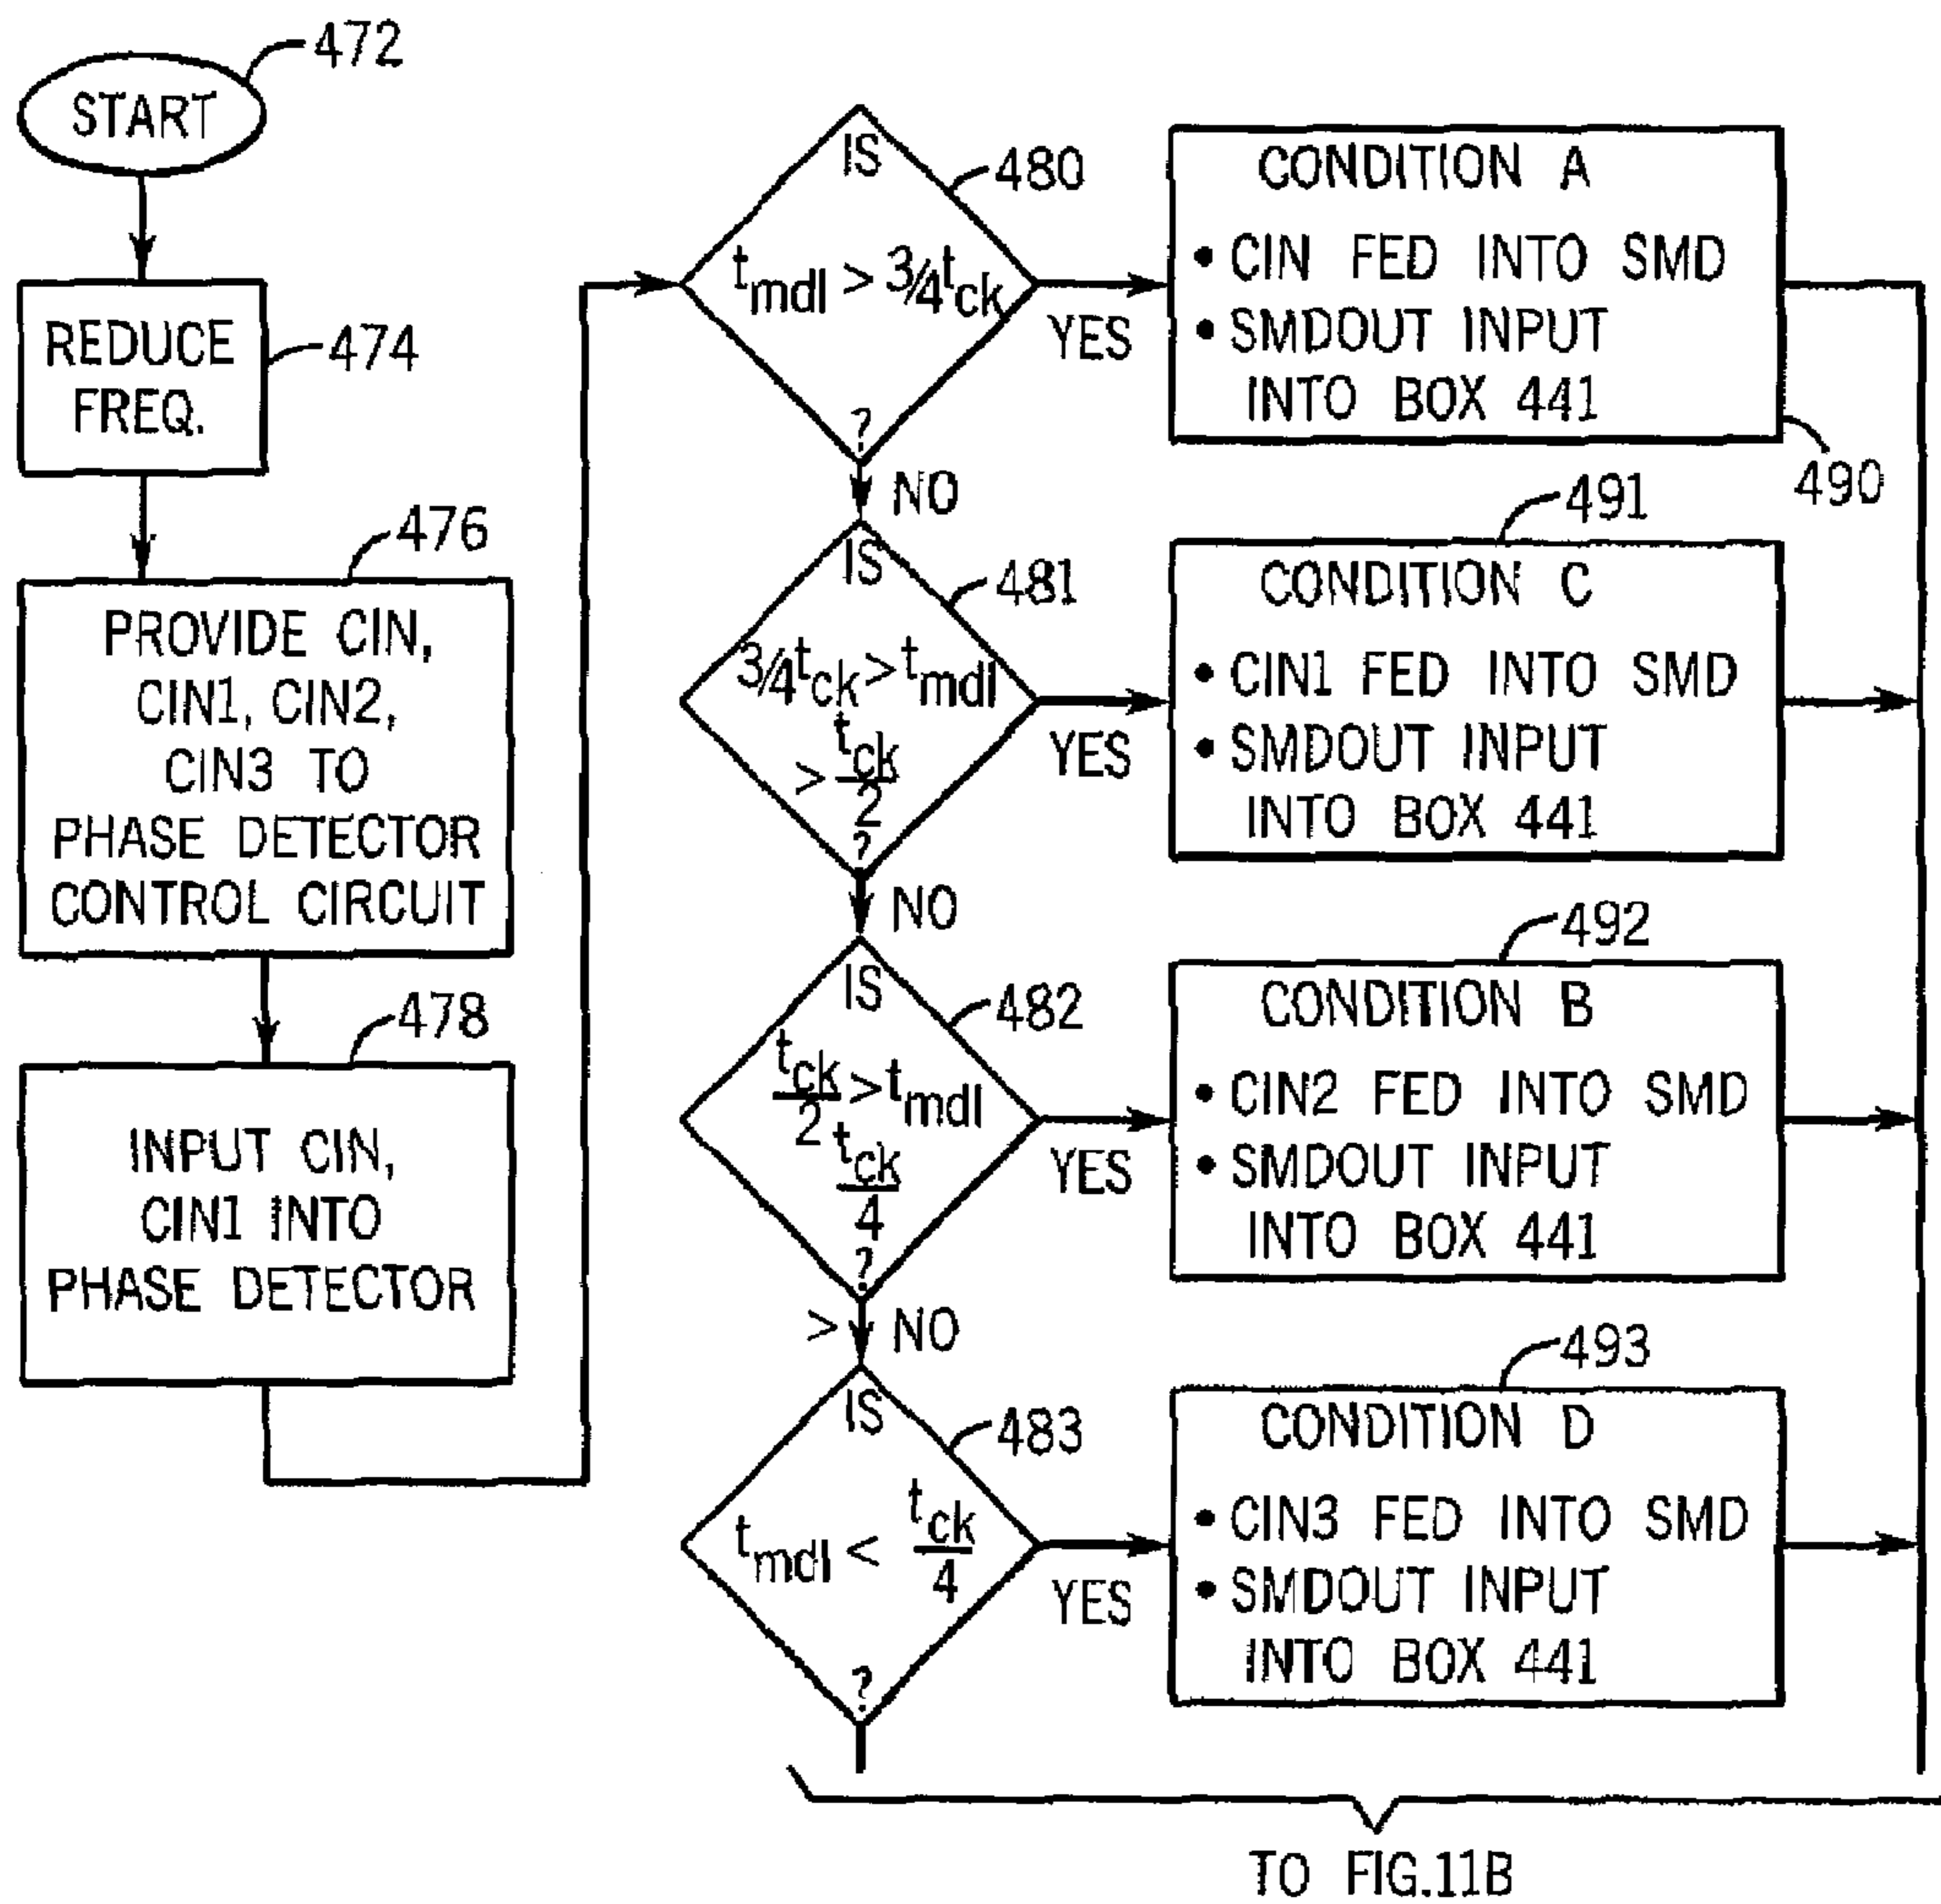 START
472
REDUCE
FREQ.
474
476
PROVIDE CIN,
CIN1, CIN2,
CIN3 TO
PHASE DETECTOR
CONTROL CIRCUIT
478
INPUT CIN,
CIN1 INTO
PHASE DETECTOR
IS
480
tmdl > 3/4tck
?
YES
NO
CONDITION A
• CIN FED INTO SMD
• SMDOUT INPUT
INTO BOX 441
490
IS
481
3/4tck>tmdl
> tck/2
?
YES
NO
491
CONDITION C
• CIN1 FED INTO SMD
• SMDOUT INPUT
INTO BOX 441
IS
482
tck/2>tmdl
tck/4
?
YES
> NO
492
CONDITION B
• CIN2 FED INTO SMD
• SMDOUT INPUT
INTO BOX 441
IS
483
tmdl < tck/4
?
YES
493
CONDITION D
• CIN3 FED INTO SMD
• SMDOUT INPUT
INTO BOX 441
TO FIG.11B